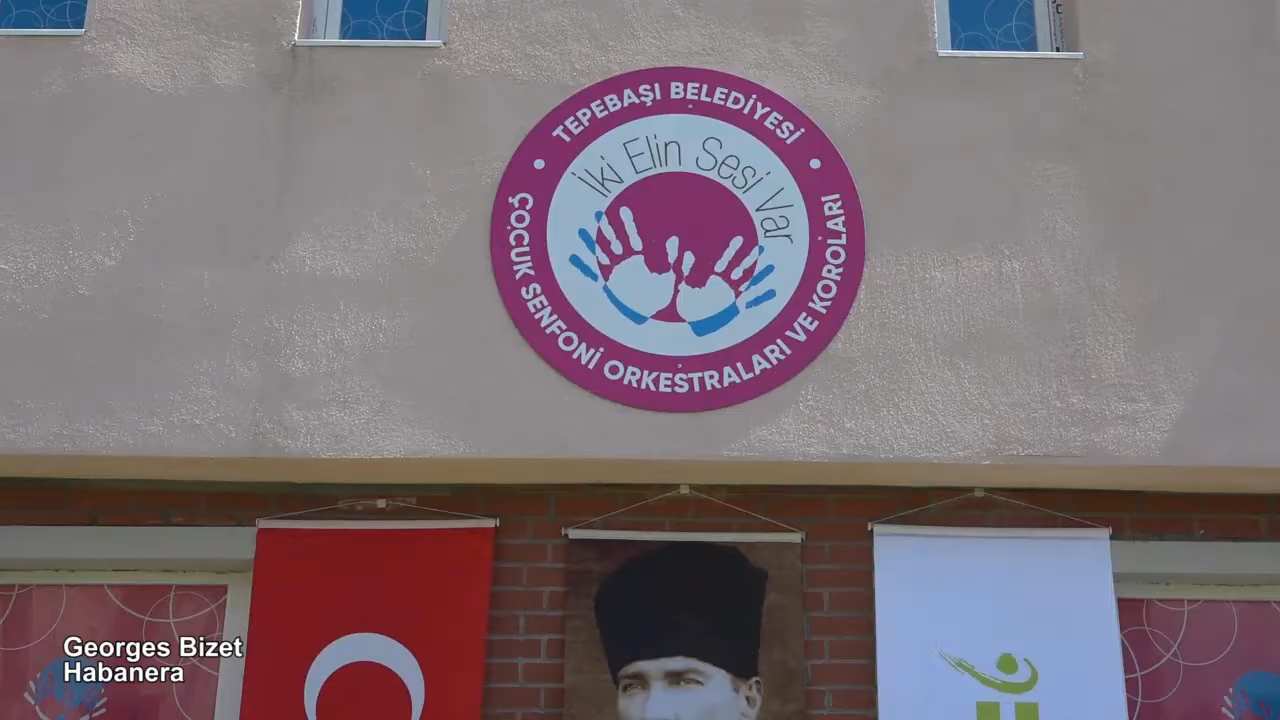 TEPEBAŞI BELEDİYESİ
İki Elin Sesi Var
ÇOCUK SENFONİ ORKESTRALARI VE KOROLARI
Georges Bizet
Habanera